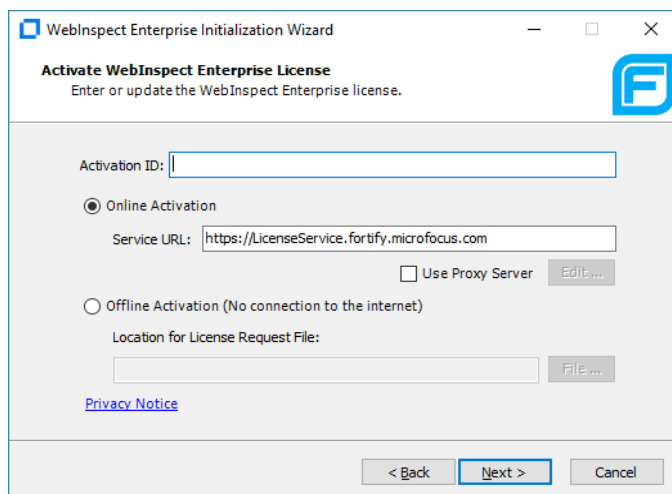 WebInspect Enterprise Initialization Wizard
Activate WebInspect Enterprise License
Enter or update the WebInspect Enterprise license.
Activation ID:
Online Activation
Service URL: https://LicenseService.fortify.microfocus.com
Use Proxy Server Edit ...
Offline Activation (No connection to the internet)
Location for License Request File:
File ...
Privacy Notice
< Back Next > Cancel